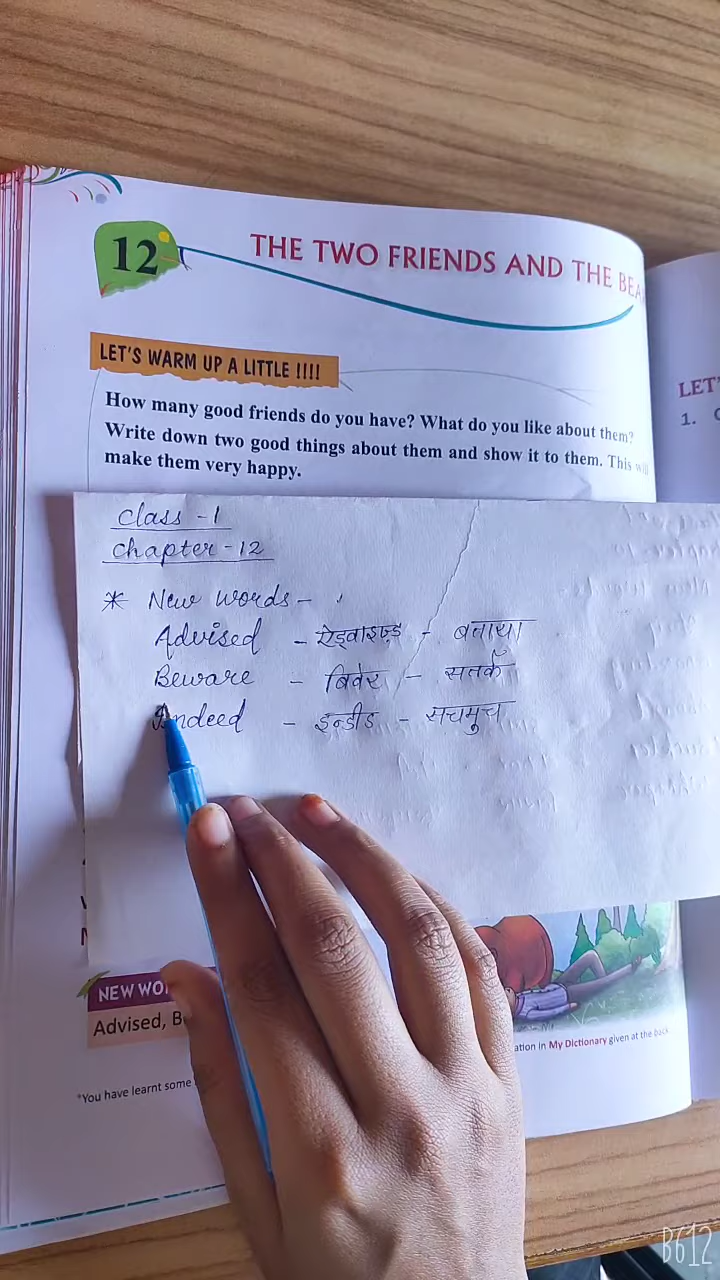 12
THE TWO FRIENDS AND THE BEA
LET'S WARM UP A LITTLE !!!!
How many good friends do you have? What do you like about them?
Write down two good things about them and show it to them. This will
make them very happy.
LET'
1.
Class - 1
Chapter - 12
* New words -
Advised - ऐड्वाइज़्ड - बताया
Beware - बिवेर - सतर्क
Indeed - इन्डीड - सचमुच
NEW WO
Advised, B
ation in My Dictionary given at the back
*You have learnt some
B612